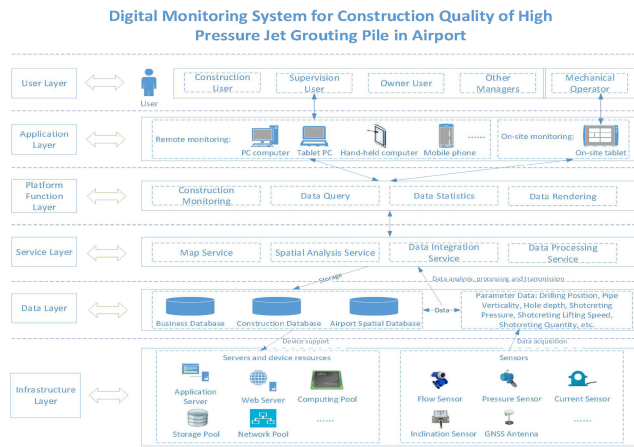 Digital Monitoring System for Construction Quality of High
Pressure Jet Grouting Pile in Airport
User Layer
User
Construction
User
Supervision
User
Owner User
Other
Managers
Mechanical
Operator
Application
Layer
Remote monitoring:
PC computer
Tablet PC
Hand-held computer
Mobile phone
......
On-site monitoring:
On-site tablet
Platform
Function
Layer
Construction
Monitoring
Data Query
Data Statistics
Data Rendering
Service Layer
Map Service
Spatial Analysis Service
Data Integration
Service
Data Processing
Service
Storage
Data analysis, processing and transmission
Data Layer
Business Database
Construction Database
Airport Spatial Database
Data
Parameter Data: Drilling Position, Pipe
Verticality, Hole depth, Shotcreting
Pressure, Shotcreting Lifting Speed,
Shotcreting Quantity, etc.
Device support
Data acquisition
Infrastructure
Layer
Servers and device resources
Application
Server
Web Server
Computing Pool
Storage Pool
Network Pool
......
Sensors
Flow Sensor
Pressure Sensor
Current Sensor
Inclination Sensor
GNSS Antenna
......